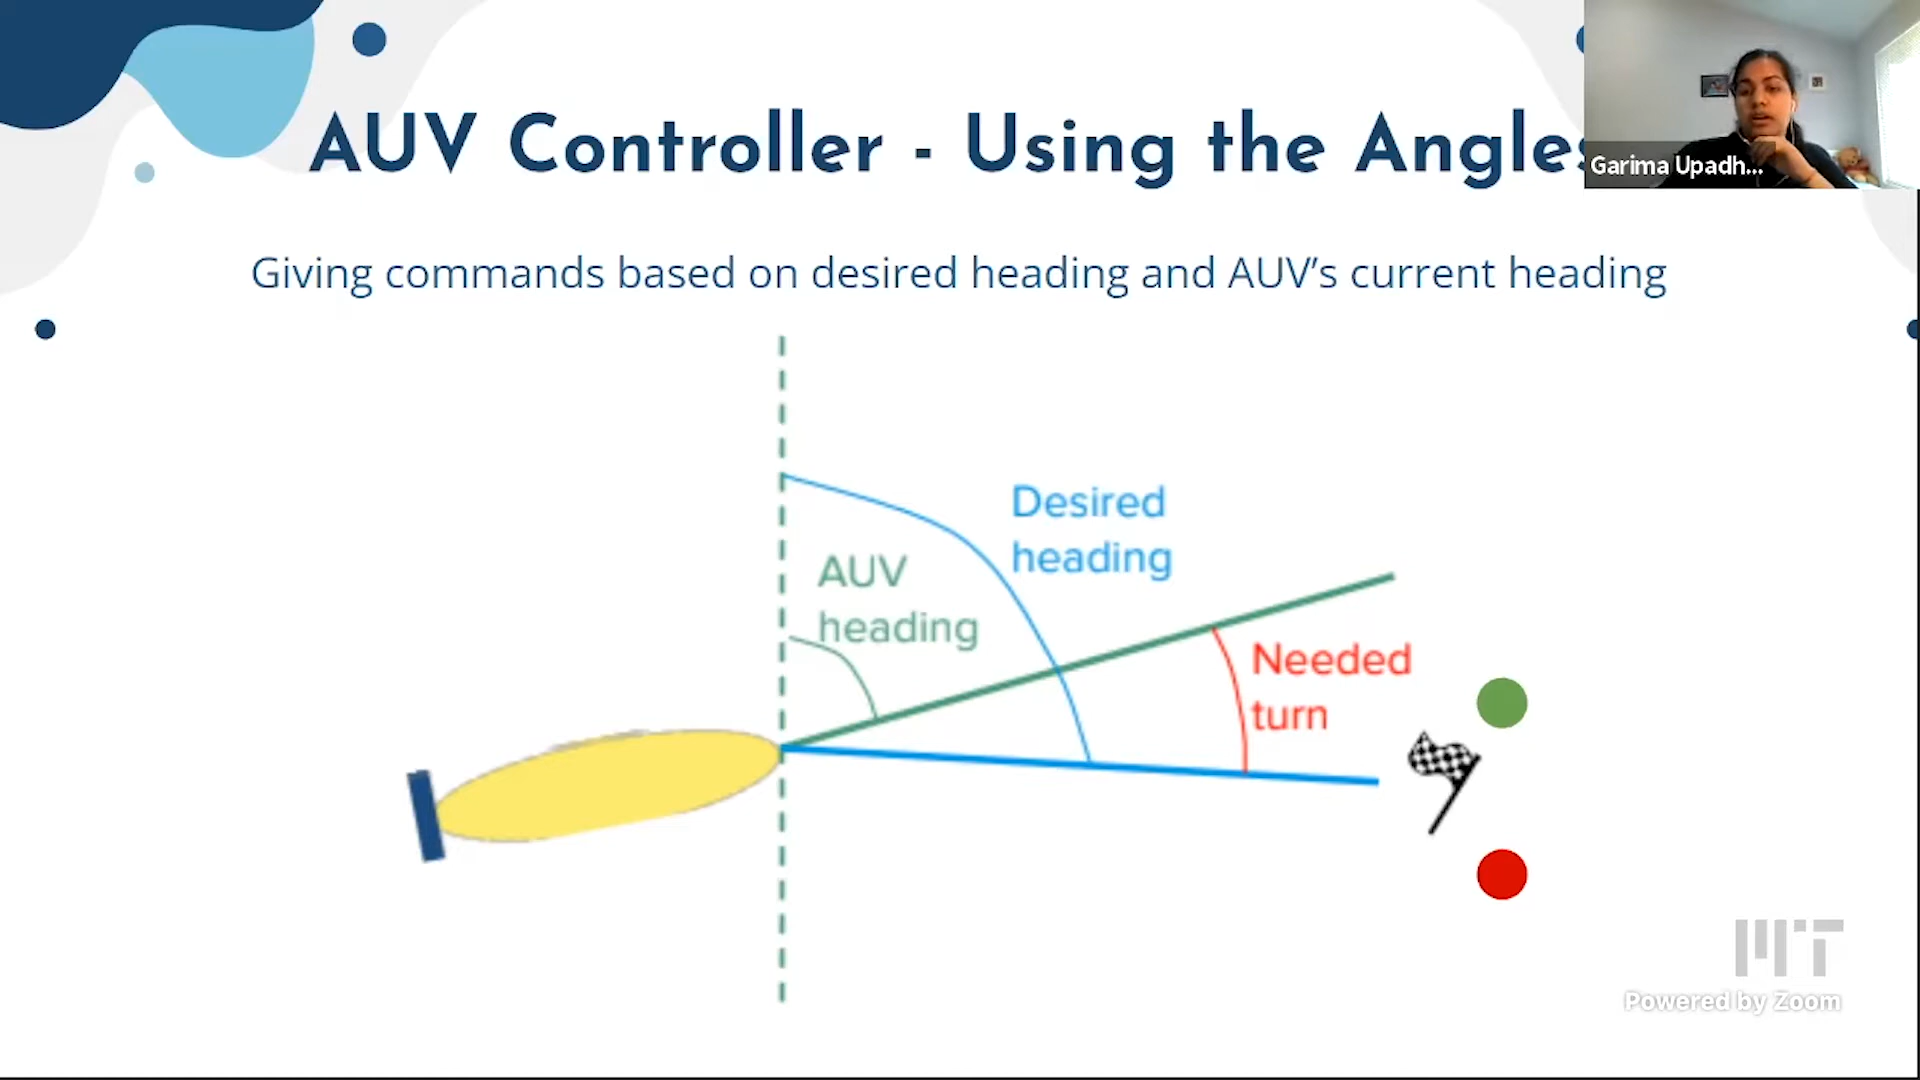 AUV Controller - Using the Angles
Garima Upadh...
Giving commands based on desired heading and AUV's current heading
Desired
heading
AUV
heading
Needed
turn
MIT
Powered by Zoom